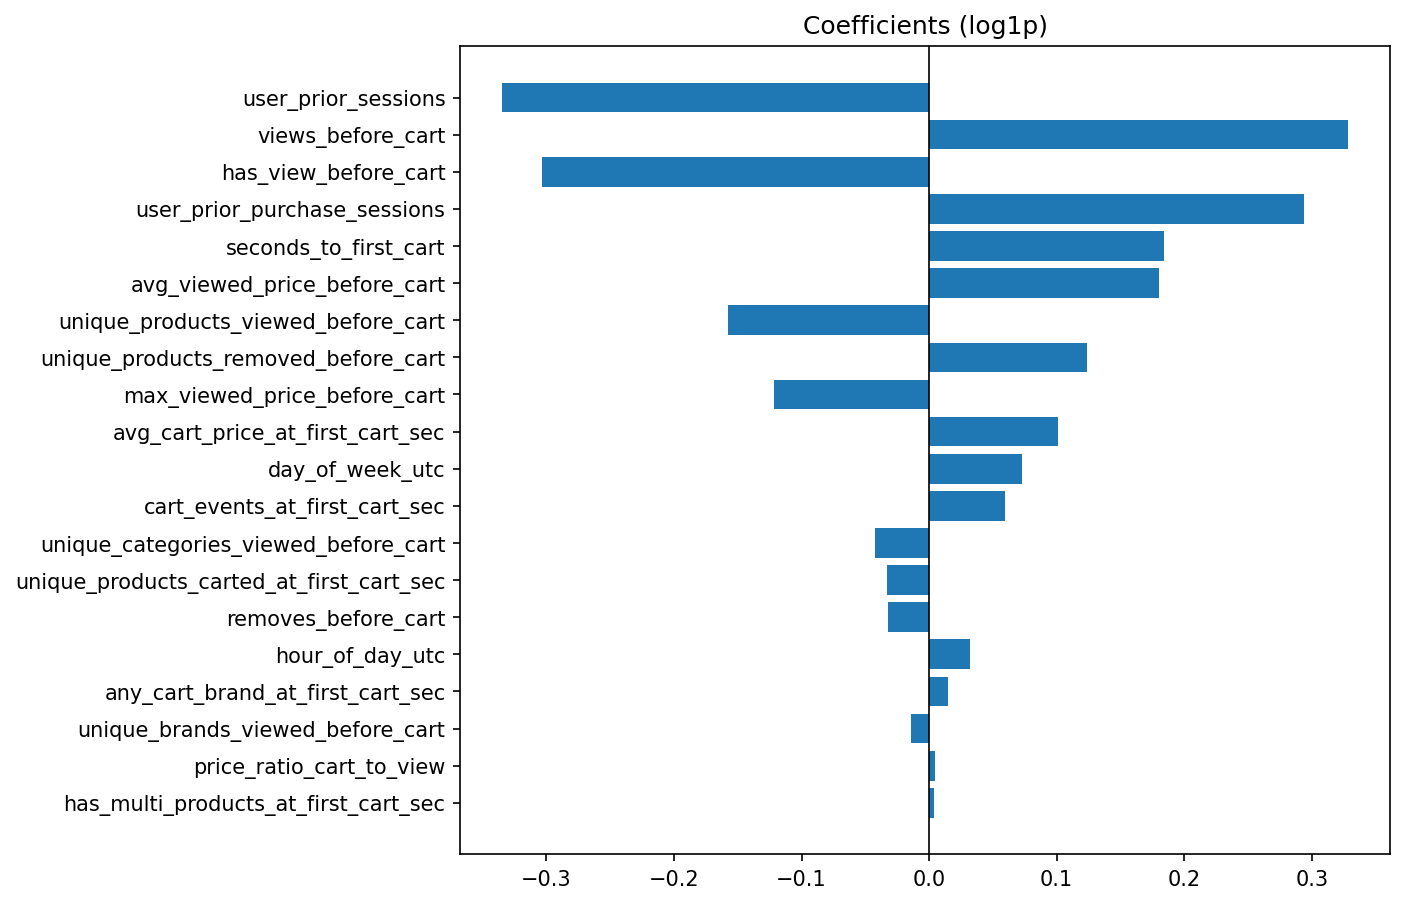 Coefficients (log1p)
user_prior_sessions
views_before_cart
has_view_before_cart
user_prior_purchase_sessions
seconds_to_first_cart
avg_viewed_price_before_cart
unique_products_viewed_before_cart
unique_products_removed_before_cart
max_viewed_price_before_cart
avg_cart_price_at_first_cart_sec
day_of_week_utc
cart_events_at_first_cart_sec
unique_categories_viewed_before_cart
unique_products_carted_at_first_cart_sec
removes_before_cart
hour_of_day_utc
any_cart_brand_at_first_cart_sec
unique_brands_viewed_before_cart
price_ratio_cart_to_view
has_multi_products_at_first_cart_sec
−0.3 −0.2 −0.1 0.0 0.1 0.2 0.3